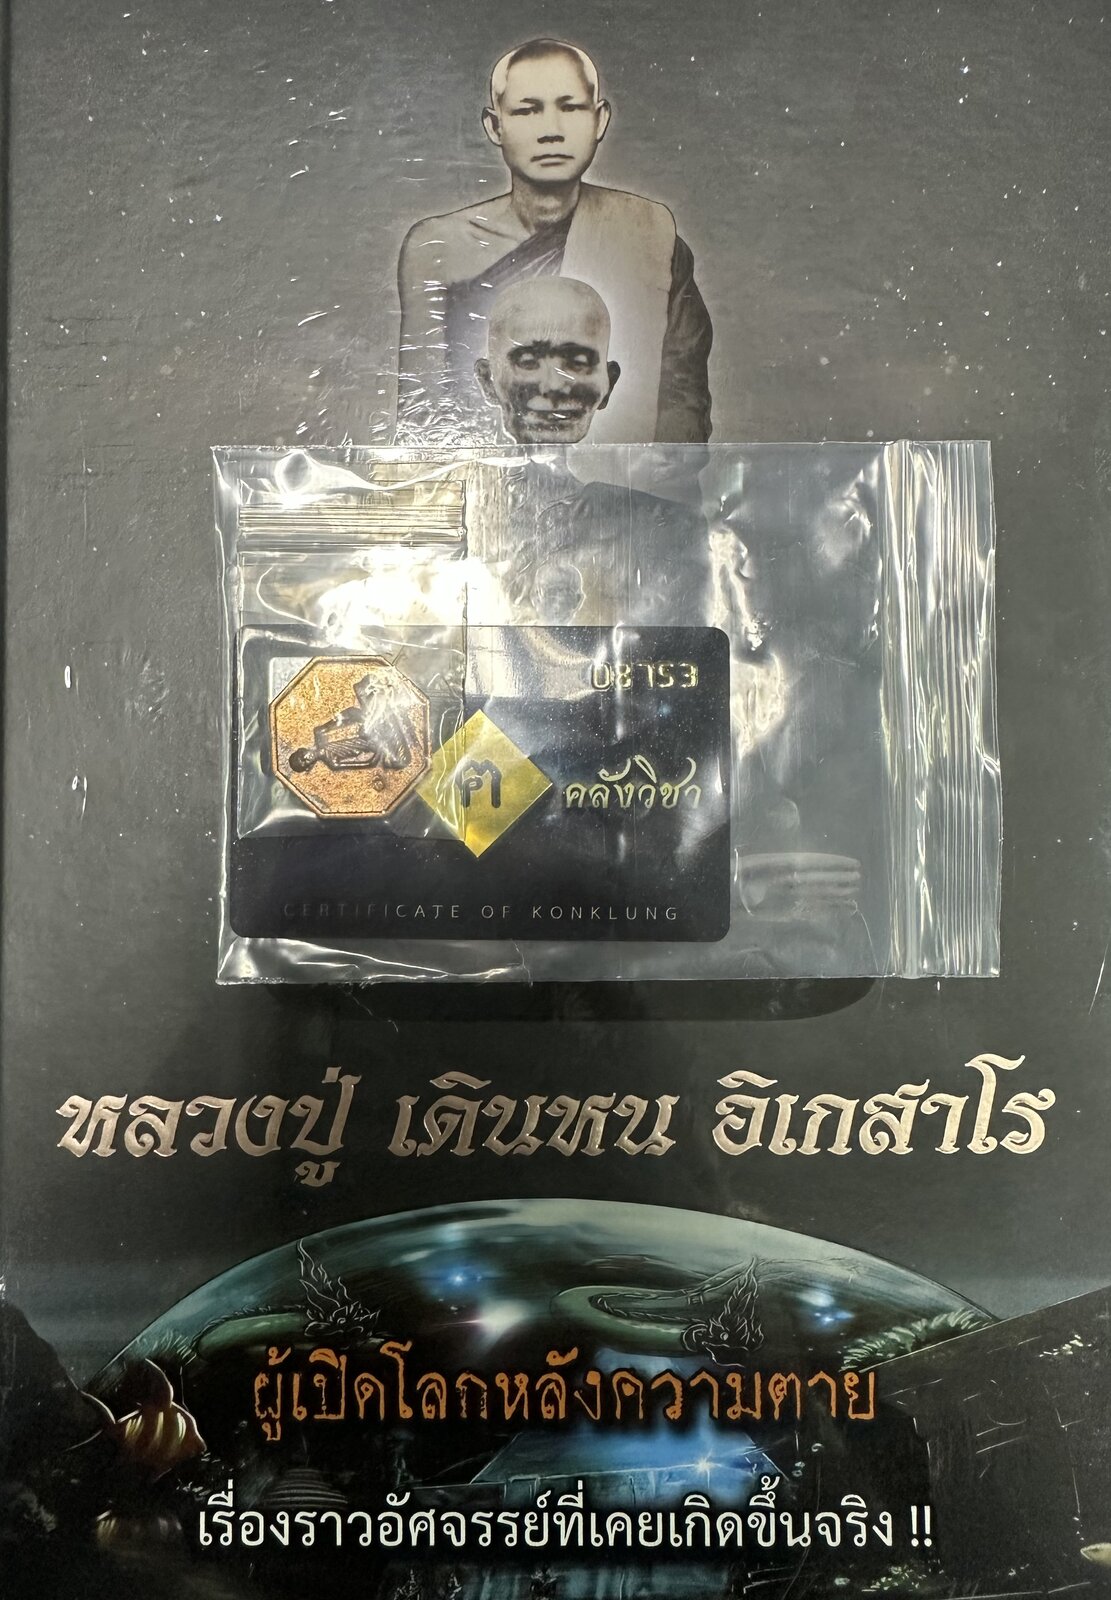 08753
ฅ
คลังวิชา
CERTIFICATE OF KONKLUNG
หลวงปู่ เดินหน อิเกสาโร
ผู้เปิดโลกหลังความตาย
เรื่องราวอัศจรรย์ที่เคยเกิดขึ้นจริง !!